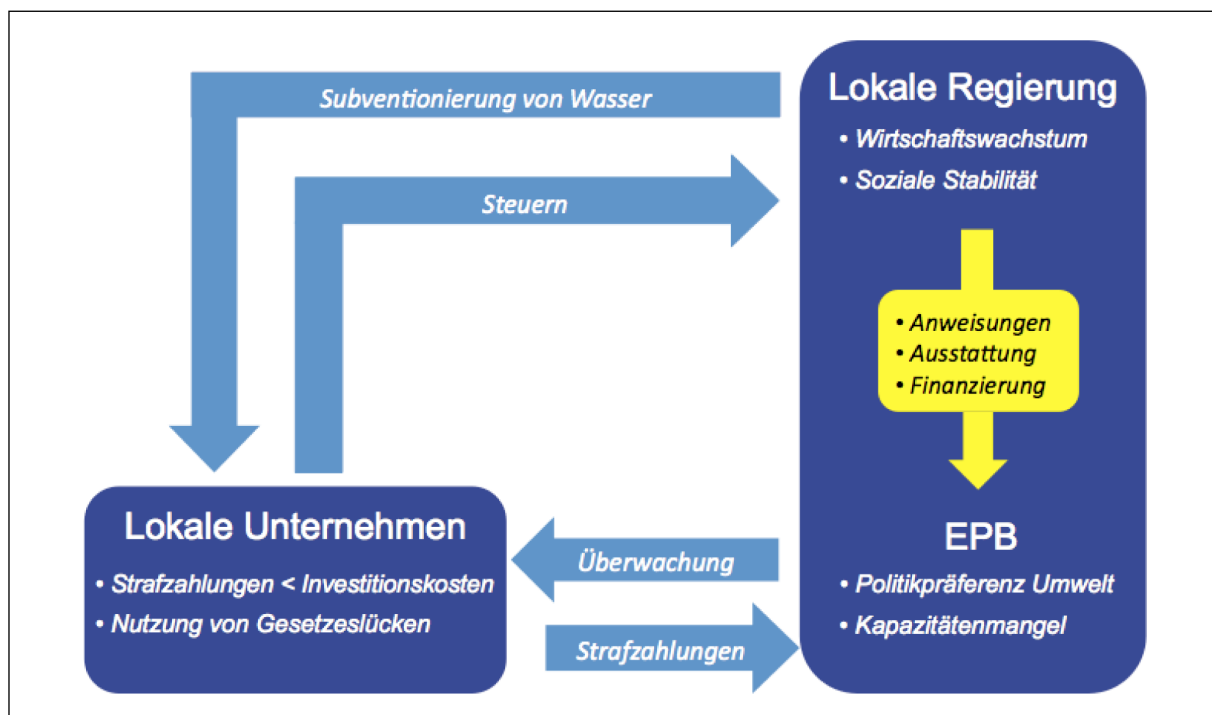 Subventionierung von Wasser
Steuern
Lokale Regierung
• Wirtschaftswachstum
• Soziale Stabilität
• Anweisungen
• Ausstattung
• Finanzierung
Lokale Unternehmen
• Strafzahlungen < Investitionskosten
• Nutzung von Gesetzeslücken
Überwachung
Strafzahlungen
EPB
• Politikpräferenz Umwelt
• Kapazitätenmangel